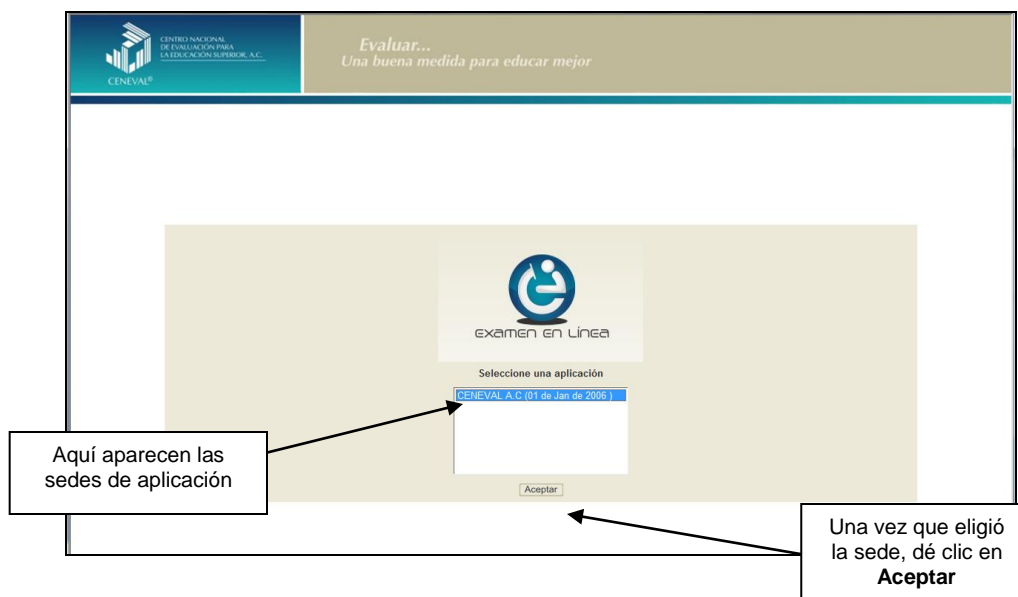 CENTRO NACIONAL
DE EVALUACIÓN PARA
LA EDUCACIÓN SUPERIOR, A.C.
CENEVAL®
Evaluar...
Una buena medida para educar mejor
Examen en Línea
Seleccione una aplicación
CENEVAL A.C (01 de Jan de 2006 )
Aceptar
Aquí aparecen las
sedes de aplicación
Una vez que eligió
la sede, dé clic en
Aceptar